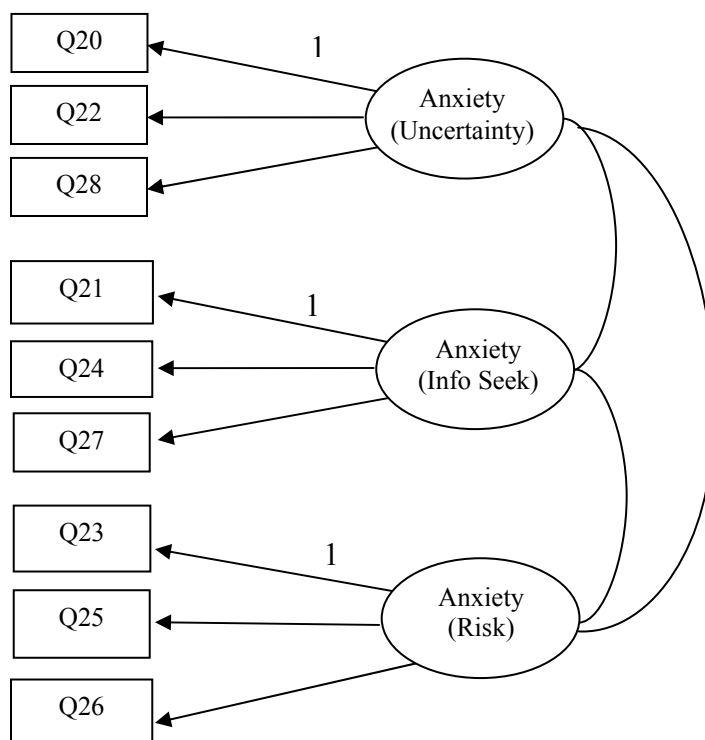 Q20
1
Anxiety
(Uncertainty)
Q22
Q28
Q21
1
Anxiety
(Info Seek)
Q24
Q27
Q23
1
Anxiety
(Risk)
Q25
Q26